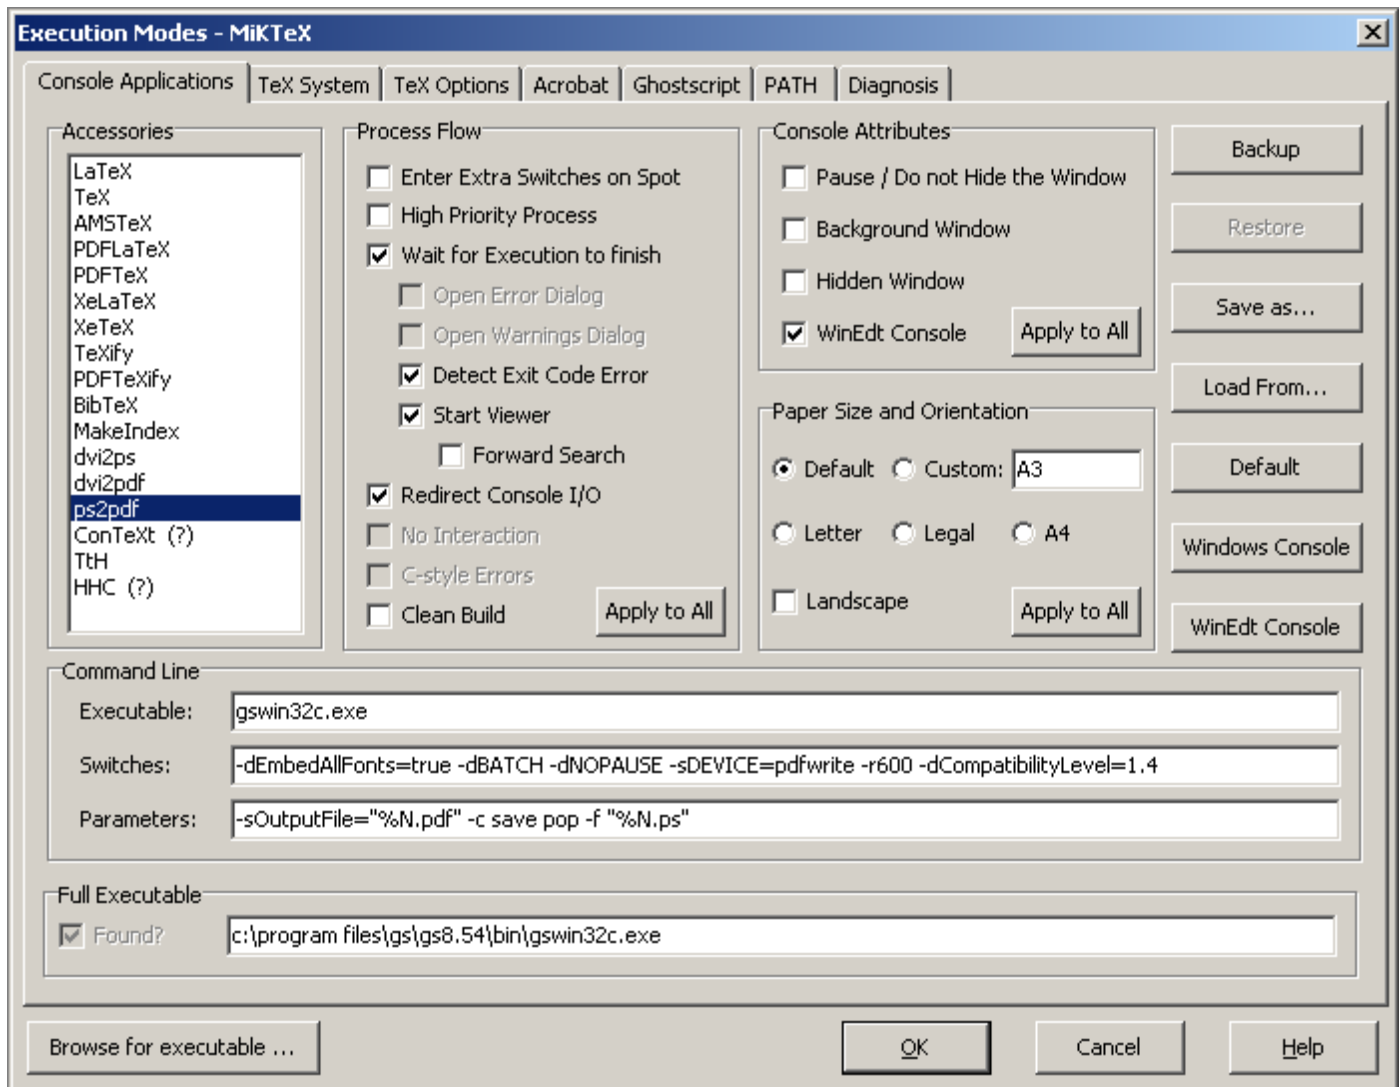 Execution Modes - MiKTeX
Console Applications TeX System TeX Options Acrobat Ghostscript PATH Diagnosis
Accessories
LaTeX
TeX
AMSTeX
PDFLaTeX
PDFTeX
XeLaTeX
XeTeX
TeXify
PDFTeXify
BibTeX
MakeIndex
dvi2ps
dvi2pdf
ps2pdf
ConTeXt (?)
TtH
HHC (?)
Process Flow
Enter Extra Switches on Spot
High Priority Process
Wait for Execution to finish
Open Error Dialog
Open Warnings Dialog
Detect Exit Code Error
Start Viewer
Forward Search
Redirect Console I/O
No Interaction
C-style Errors
Clean Build Apply to All
Console Attributes
Pause / Do not Hide the Window
Background Window
Hidden Window
WinEdt Console Apply to All
Paper Size and Orientation
Default Custom: A3
Letter Legal A4
Landscape Apply to All
Backup
Restore
Save as...
Load From...
Default
Windows Console
WinEdt Console
Command Line
Executable: gswin32c.exe
Switches: -dEmbedAllFonts=true -dBATCH -dNOPAUSE -sDEVICE=pdfwrite -r600 -dCompatibilityLevel=1.4
Parameters: -sOutputFile="%N.pdf" -c save pop -f "%N.ps"
Full Executable
Found? c:\program files\gs\gs8.54\bin\gswin32c.exe
Browse for executable ... OK Cancel Help